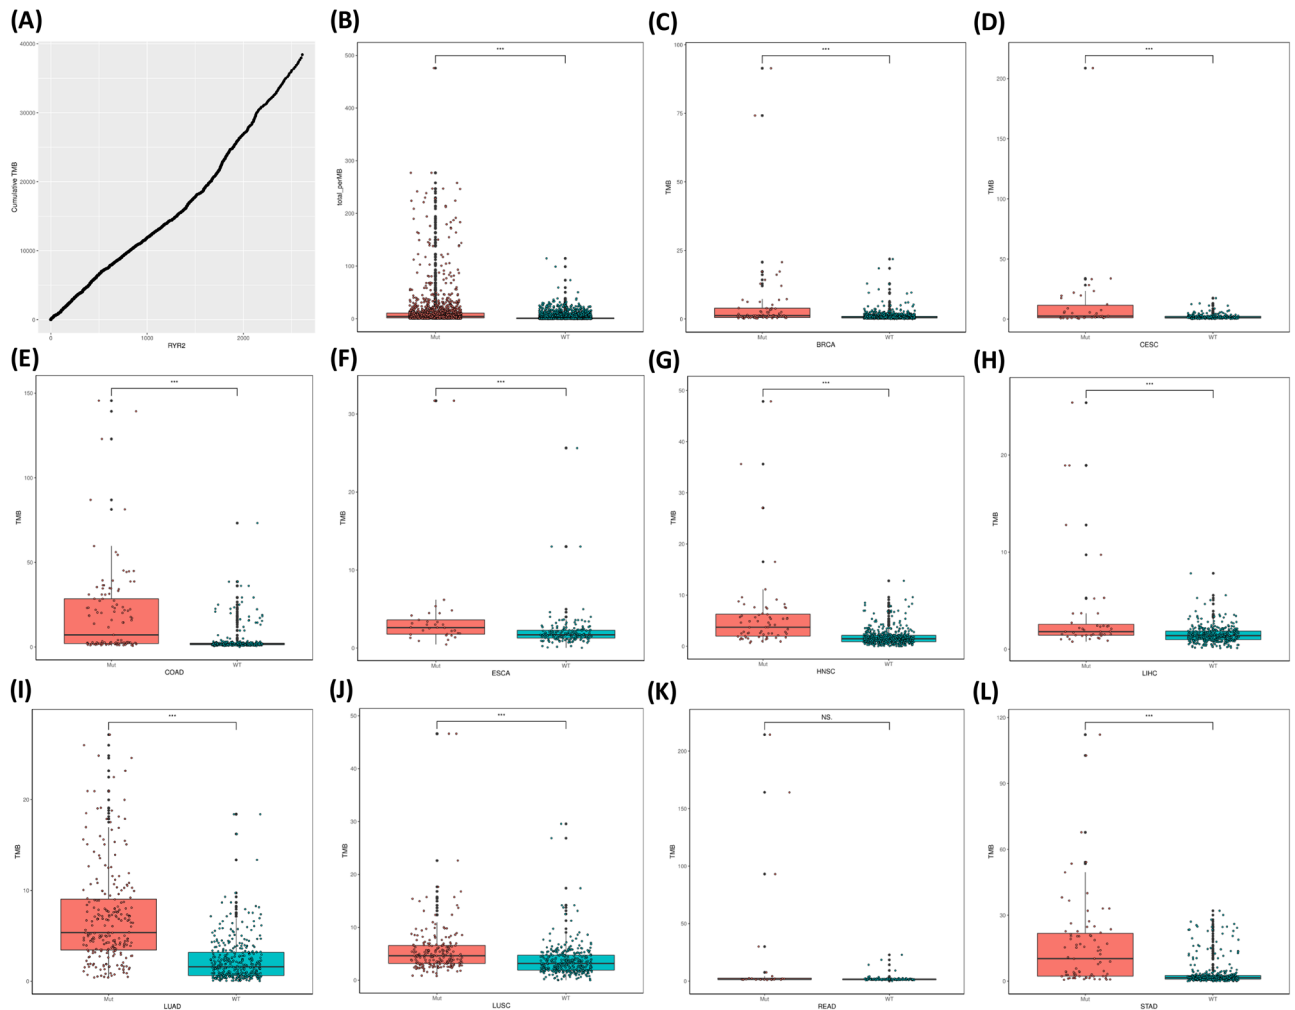 (A)
40000
30000
20000
10000
0
Cumulative TMB
0
1000
2000
RYR2
(B)
***
500
400
300
200
100
0
total_perMB
Mut
WT
(C)
***
100
75
50
25
0
TMB
Mut
WT
BRCA
(D)
***
200
150
100
50
0
TMB
Mut
WT
CESC
(E)
***
150
100
50
0
TMB
Mut
WT
COAD
(F)
***
30
20
10
0
TMB
Mut
WT
ESCA
(G)
***
50
40
30
20
10
0
TMB
Mut
WT
HNSC
(H)
***
20
10
0
TMB
Mut
WT
LIHC
(I)
***
20
10
0
TMB
Mut
WT
LUAD
(J)
***
50
40
30
20
10
0
TMB
Mut
WT
LUSC
(K)
NS.
200
150
100
50
0
TMB
Mut
WT
READ
(L)
***
120
90
60
30
0
TMB
Mut
WT
STAD